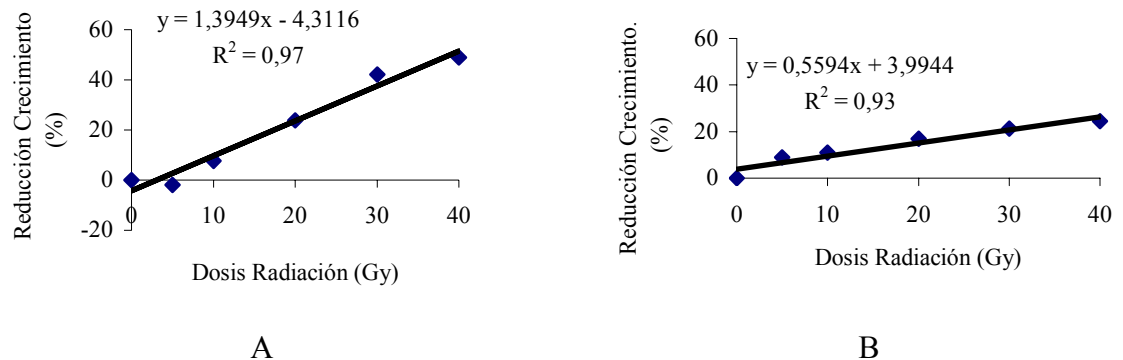 y = 1,3949x - 4,3116
R² = 0,97
60
40
20
0
-20
0
10
20
30
40
Reducción Crecimiento
(%)
Dosis Radiación (Gy)
A
y = 0,5594x + 3,9944
R² = 0,93
60
40
20
0
0
10
20
30
40
Reducción Crecimiento.
(%)
Dosis Radiación (Gy)
B